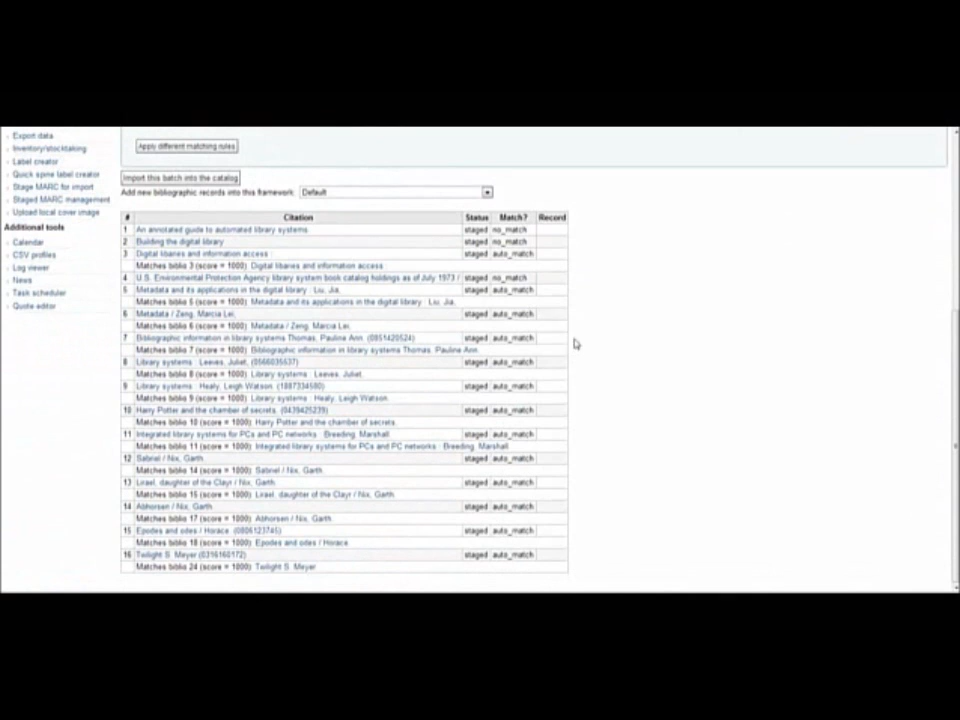 Export data
Inventory/stocktaking
Label creator
Quick spine label creator
Stage MARC for import
Staged MARC management
Upload local cover image
Additional tools
Calendar
CSV profiles
Log viewer
News
Task scheduler
Quote editor
Apply different matching rules
Import this batch into the catalog
Add new bibliographic records into this framework: Default
# Citation Status Match? Record
1 An annotated guide to automated library systems. staged no_match
2 Building the digital library staged no_match
3 Digital libaries and information access : staged auto_match
Matches biblio 3 (score = 1000): Digital libaries and information access :
4 U.S. Environmental Protection Agency library system book catalog holdings as of July 1973 / staged no_match
5 Metadata and its applications in the digital library : Liu, Jia, staged auto_match
Matches biblio 5 (score = 1000): Metadata and its applications in the digital library : Liu, Jia,
6 Metadata / Zeng, Marcia Lei, staged auto_match
Matches biblio 6 (score = 1000): Metadata / Zeng, Marcia Lei,
7 Bibliographic information in library systems Thomas, Pauline Ann. (0851420524) staged auto_match
Matches biblio 7 (score = 1000): Bibliographic information in library systems Thomas, Pauline Ann.
8 Library systems : Leeves, Juliet, (0566035537) staged auto_match
Matches biblio 8 (score = 1000): Library systems : Leeves, Juliet.
9 Library systems : Healy, Leigh Watson. (1887334580) staged auto_match
Matches biblio 9 (score = 1000): Library systems : Healy, Leigh Watson.
10 Harry Potter and the chamber of secrets. (0439425239) staged auto_match
Matches biblio 10 (score = 1000): Harry Potter and the chamber of secrets.
11 Integrated library systems for PCs and PC networks : Breeding, Marshall. staged auto_match
Matches biblio 11 (score = 1000): Integrated library systems for PCs and PC networks : Breeding, Marshall.
12 Sabriel / Nix, Garth. staged auto_match
Matches biblio 14 (score = 1000): Sabriel / Nix, Garth.
13 Lirael, daughter of the Clayr / Nix, Garth. staged auto_match
Matches biblio 15 (score = 1000): Lirael, daughter of the Clayr / Nix, Garth.
14 Abhorsen / Nix, Garth. staged auto_match
Matches biblio 17 (score = 1000): Abhorsen / Nix, Garth.
15 Epodes and odes / Horace. (0806123745) staged auto_match
Matches biblio 18 (score = 1000): Epodes and odes / Horace.
16 Twilight S. Meyer (0316160172) staged auto_match
Matches biblio 24 (score = 1000): Twilight S. Meyer